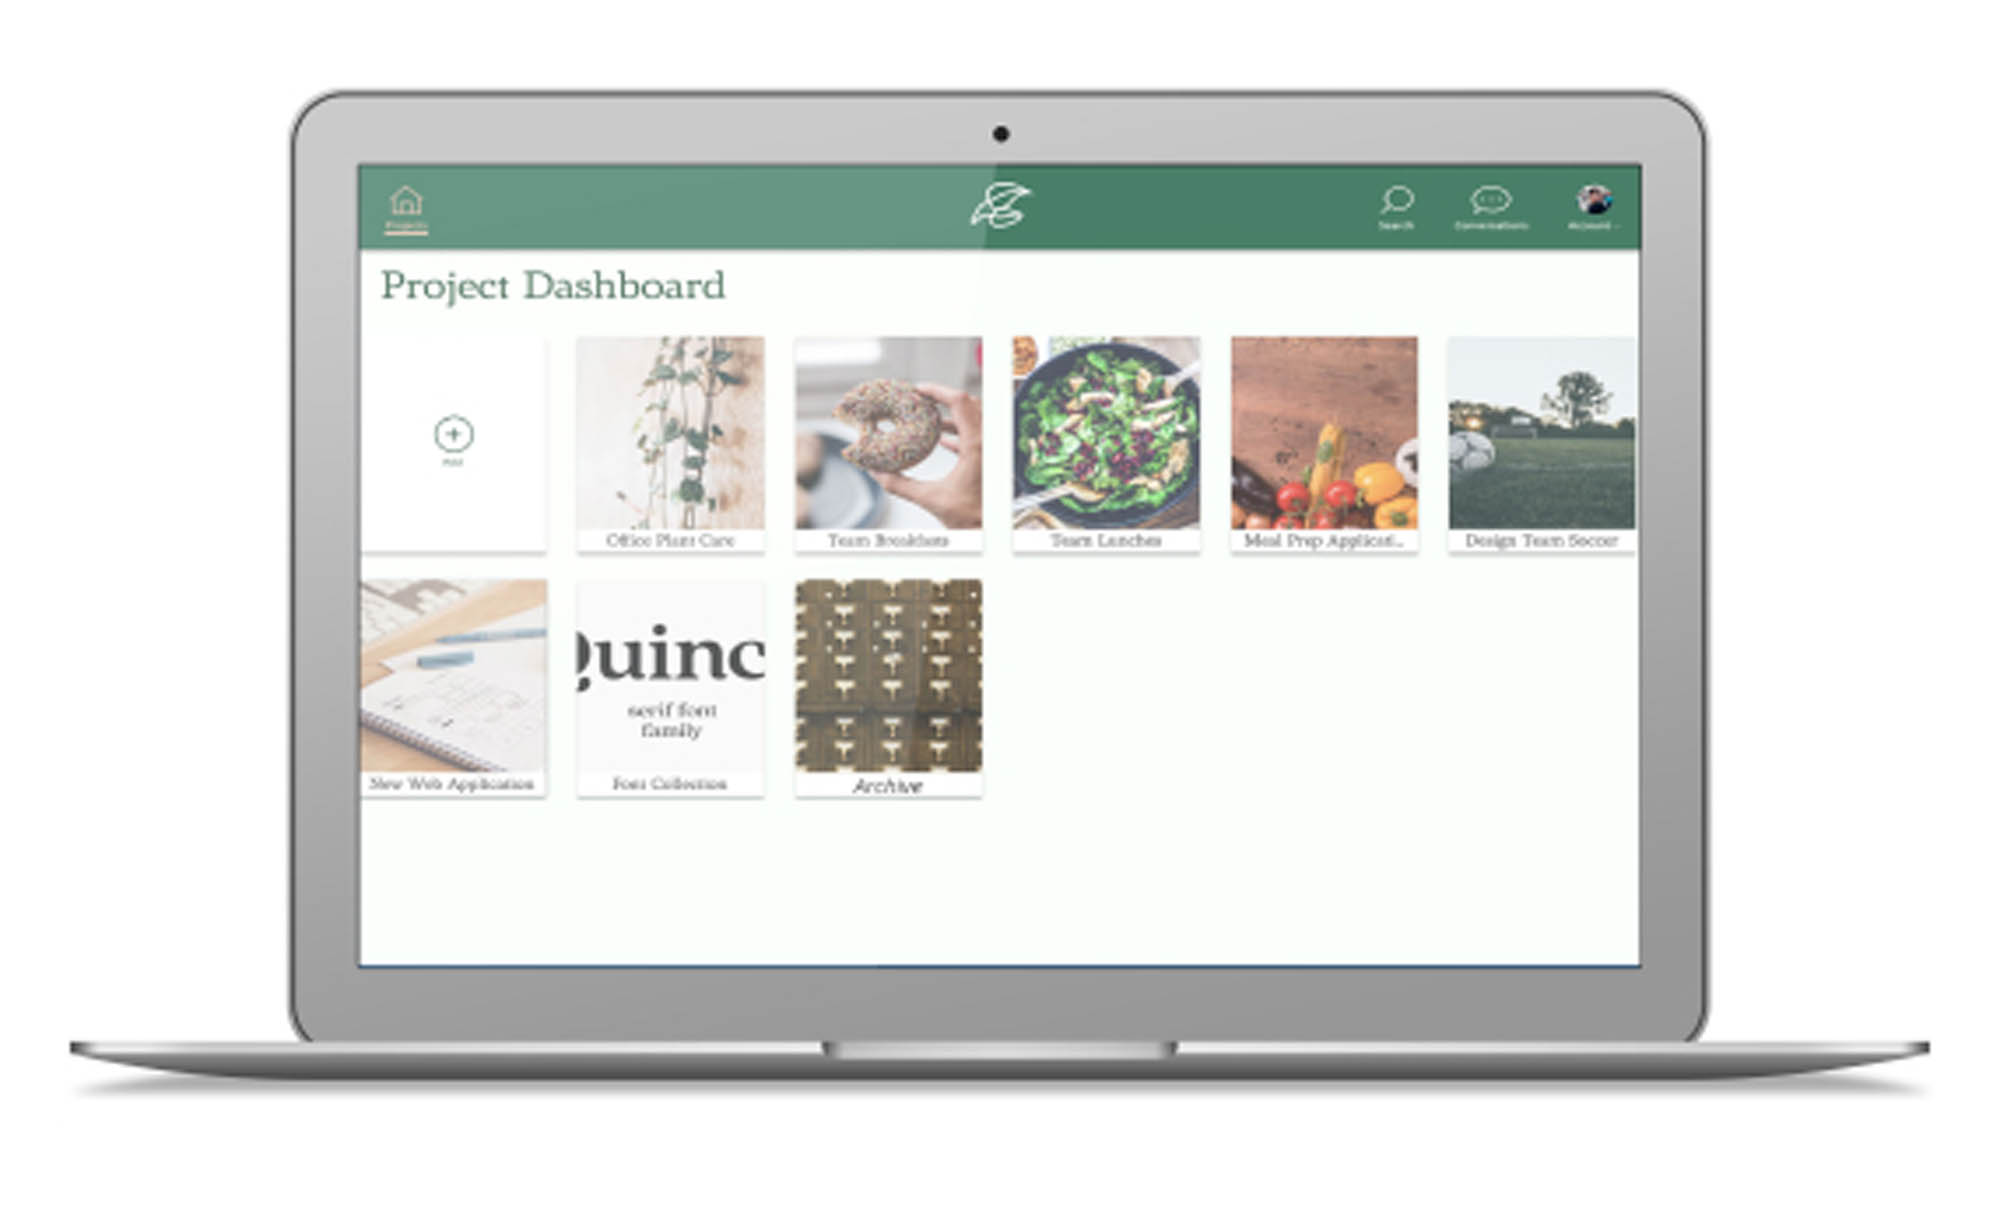 Projects
Search
Conversations
Account
Project Dashboard
Add
Office Plant Care
Team Breakfasts
Team Lunches
Meal Prep Applicati...
Design Team Soccer
Quinc
serif font
family
New Web Application
Font Collection
Archive